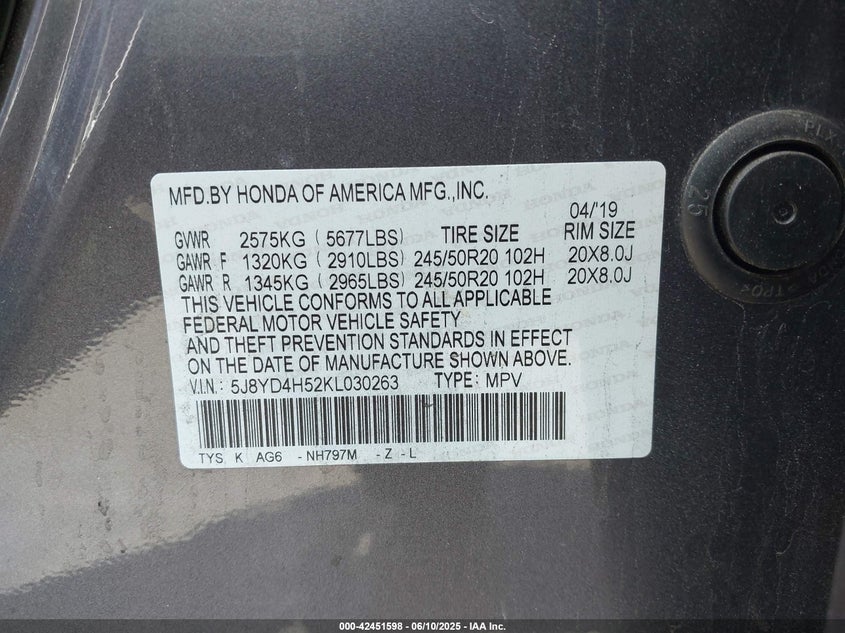 MFD.BY HONDA OF AMERICA MFG.,INC.
04/'19
GVWR 2575KG ( 5677LBS) TIRE SIZE RIM SIZE
GAWR F 1320KG ( 2910LBS) 245/50R20 102H 20X8.0J
GAWR R 1345KG ( 2965LBS) 245/50R20 102H 20X8.0J
THIS VEHICLE CONFORMS TO ALL APPLICABLE
FEDERAL MOTOR VEHICLE SAFETY
AND THEFT PREVENTION STANDARDS IN EFFECT
ON THE DATE OF MANUFACTURE SHOWN ABOVE.
V.I.N.: 5J8YD4H52KL030263 TYPE: MPV
TYS K AG6 -NH797M -Z -L
25
000-42451598 - 06/10/2025 - IAA Inc.